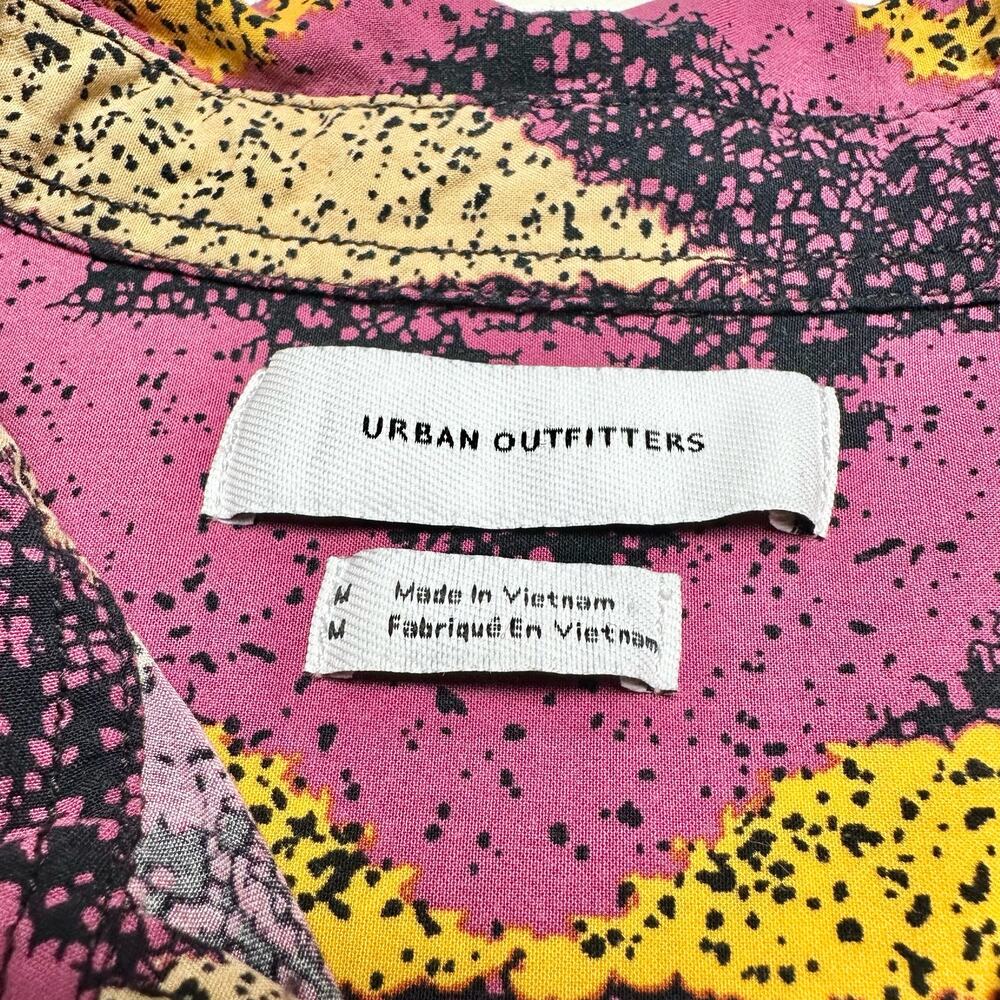 URBAN OUTFITTERS
M Made In Vietnam
M Fabriqué En Vietnam